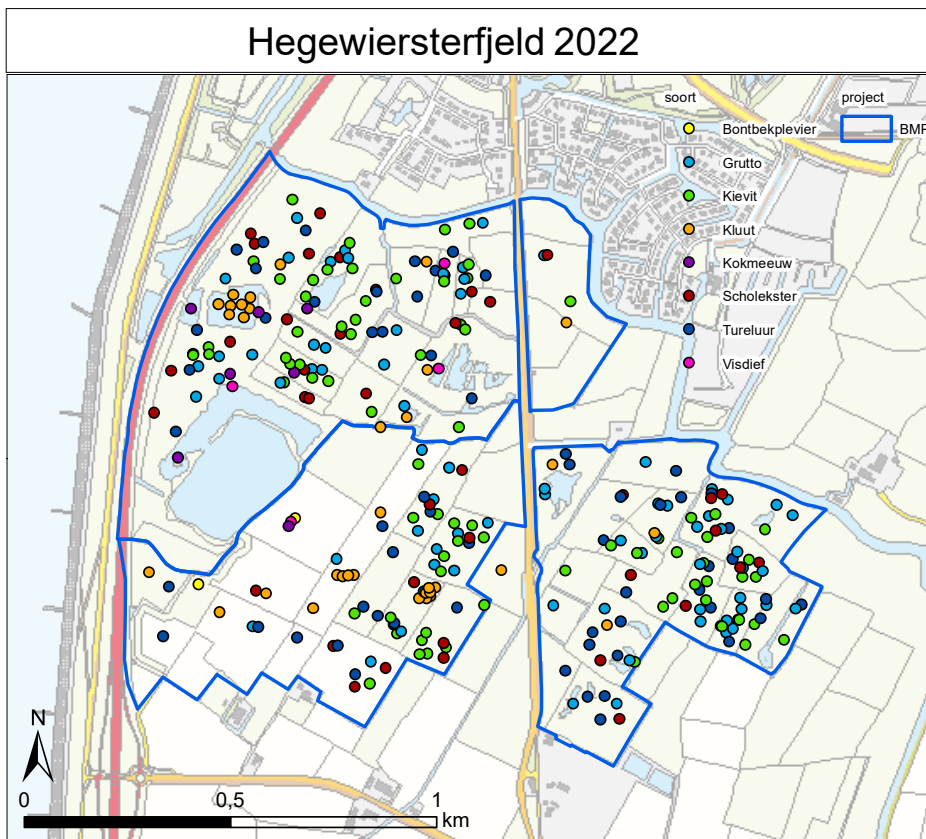 Hegewiersterfjeld 2022
soort
project
Bontbekplevier
BMP
Grutto
Kievit
Kluut
Kokmeeuw
Scholekster
Tureluur
Visdief
N
0
0,5
1
km